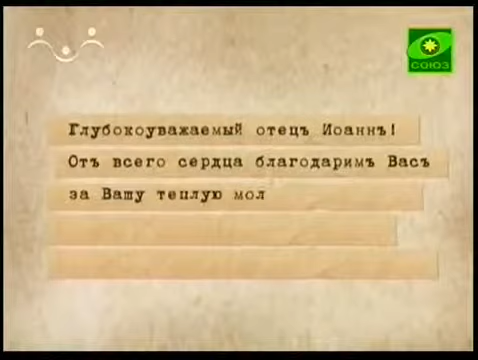 СОЮЗ
Глубокоуважаемый отецъ Иоаннъ!
Отъ всего сердца благодаримъ Васъ
за Вашу теплую мол